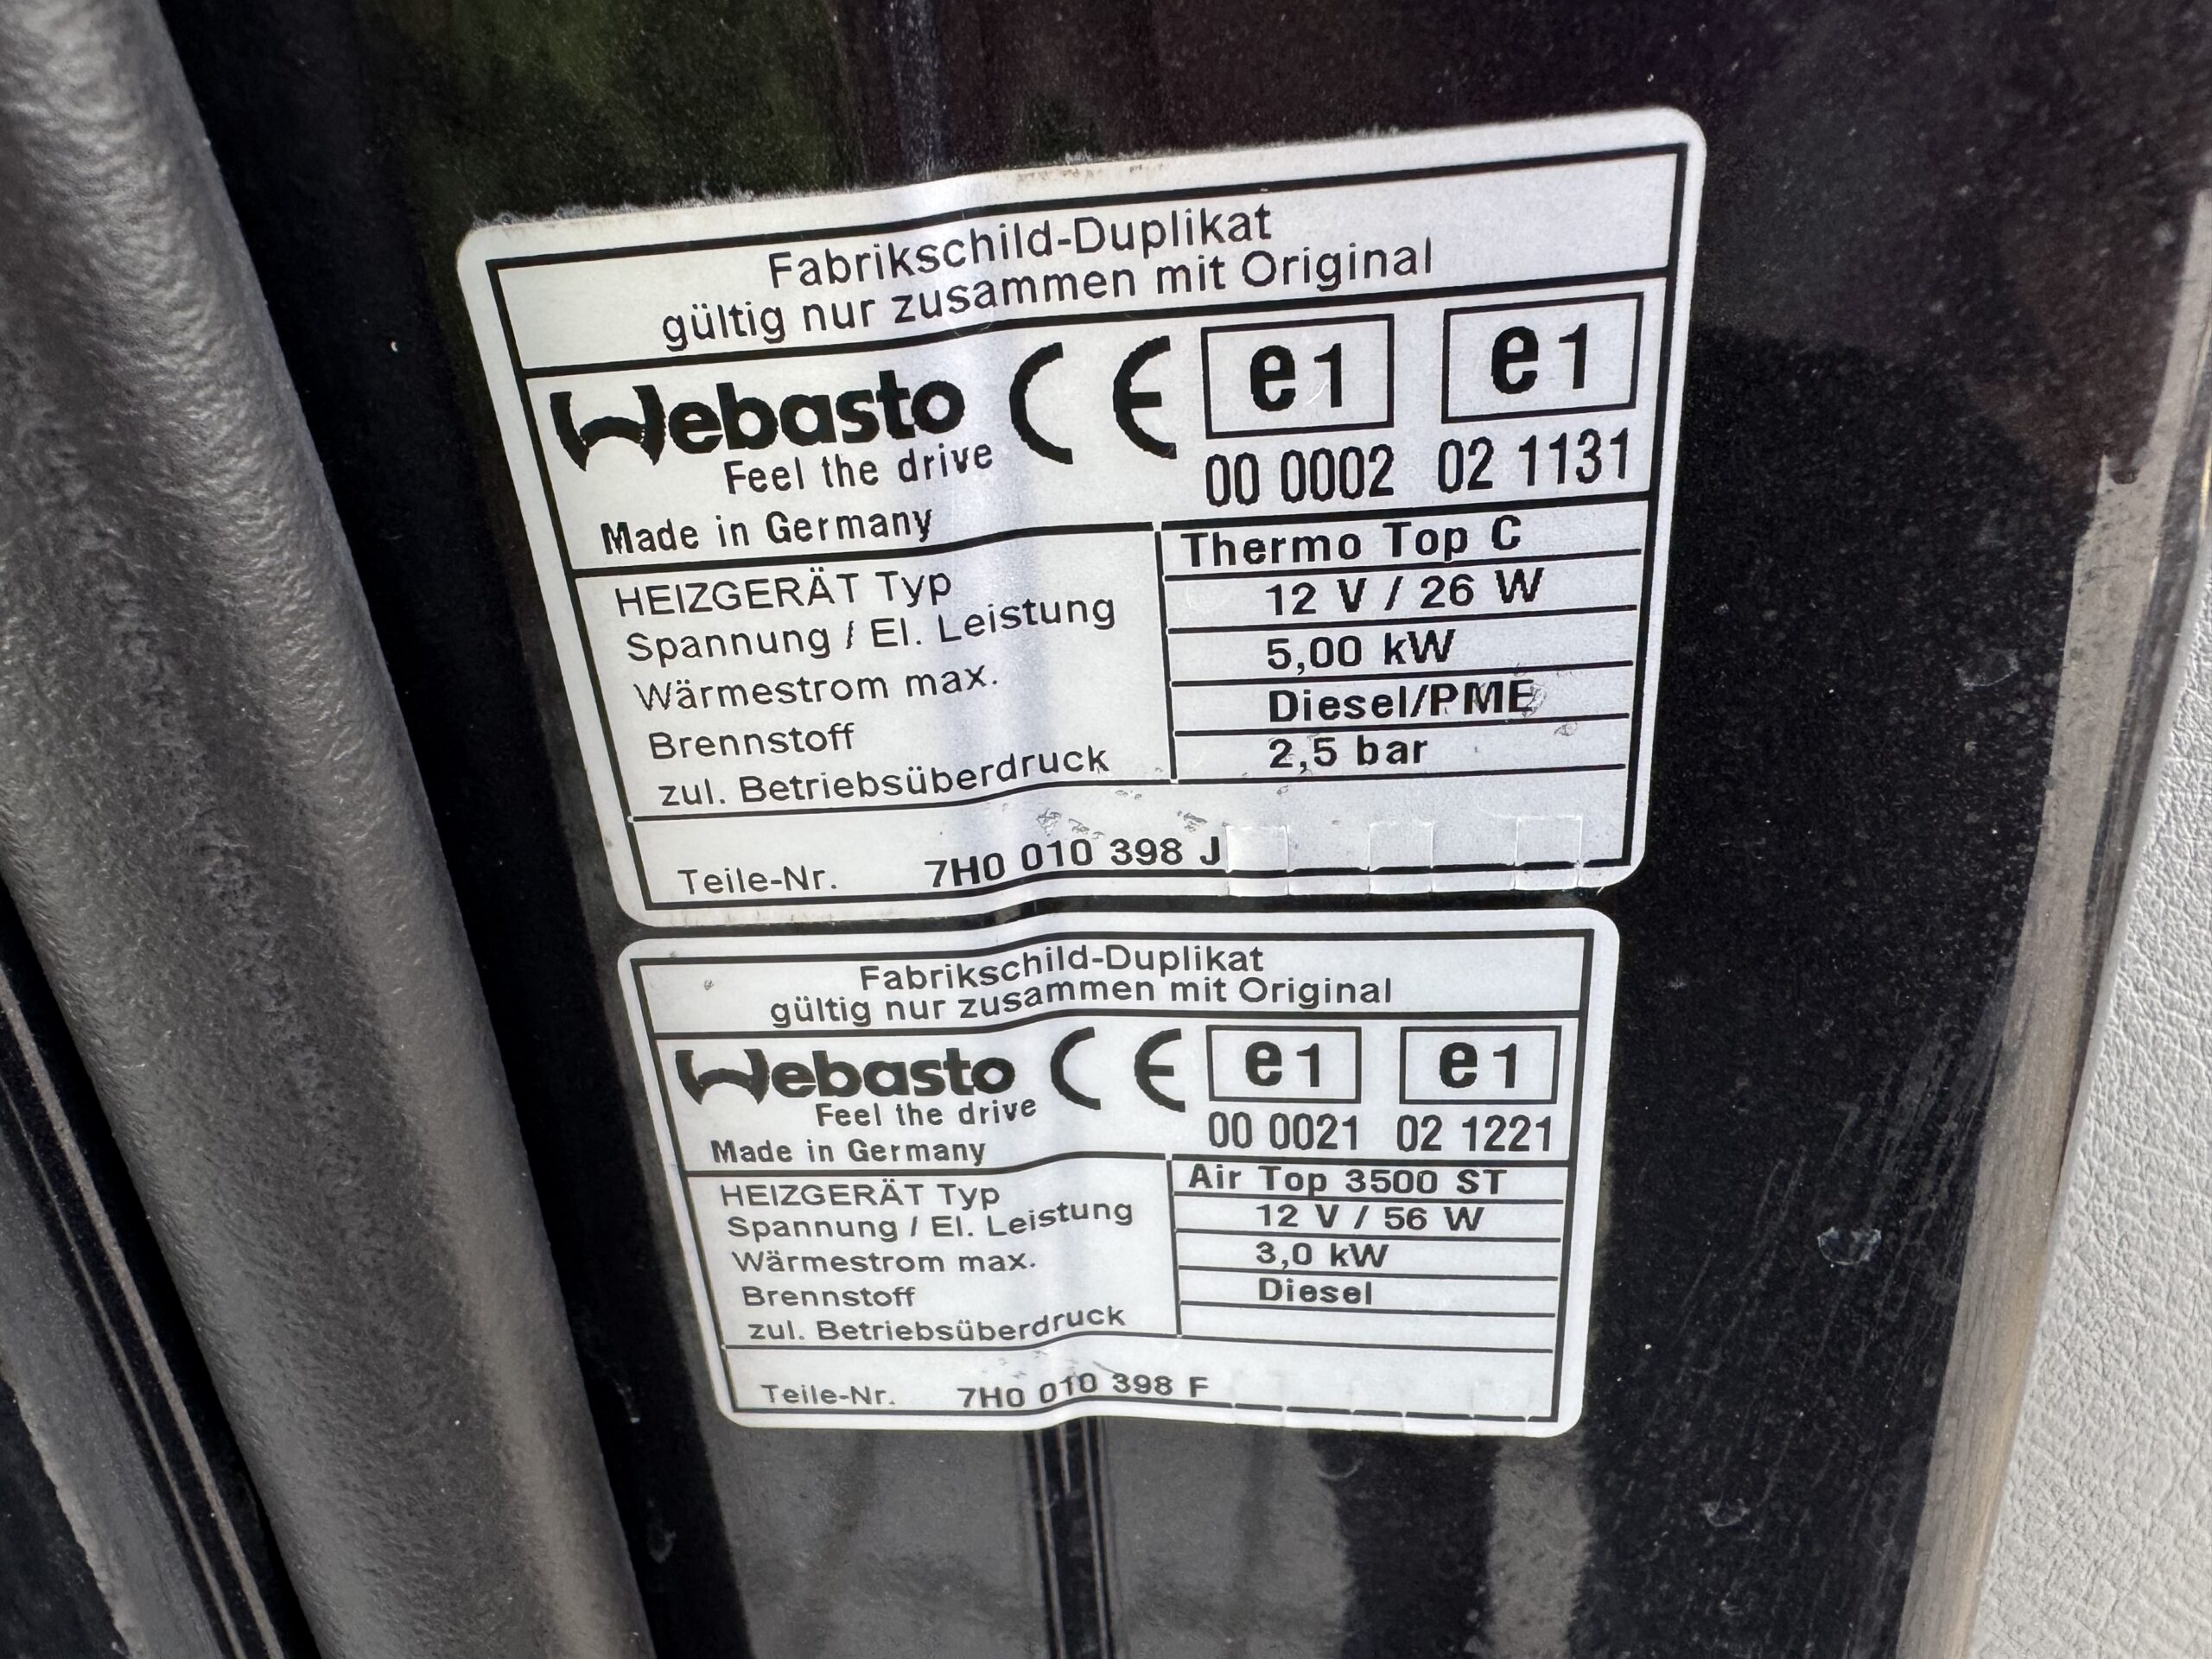 Fabrikschild-Duplikat
gültig nur zusammen mit Original
Webasto CE e1 e1
Feel the drive 00 0002 02 1131
Made in Germany
HEIZGERÄT Typ Thermo Top C
Spannung / El. Leistung 12 V / 26 W
Wärmestrom max. 5,00 kW
Brennstoff Diesel/PME
zul. Betriebsüberdruck 2,5 bar
Teile-Nr. 7H0 010 398 J
Fabrikschild-Duplikat
gültig nur zusammen mit Original
Webasto CE e1 e1
Feel the drive 00 0021 02 1221
Made in Germany
HEIZGERÄT Typ Air Top 3500 ST
Spannung / El. Leistung 12 V / 56 W
Wärmestrom max. 3,0 kW
Brennstoff Diesel
zul. Betriebsüberdruck
Teile-Nr. 7H0 010 398 F